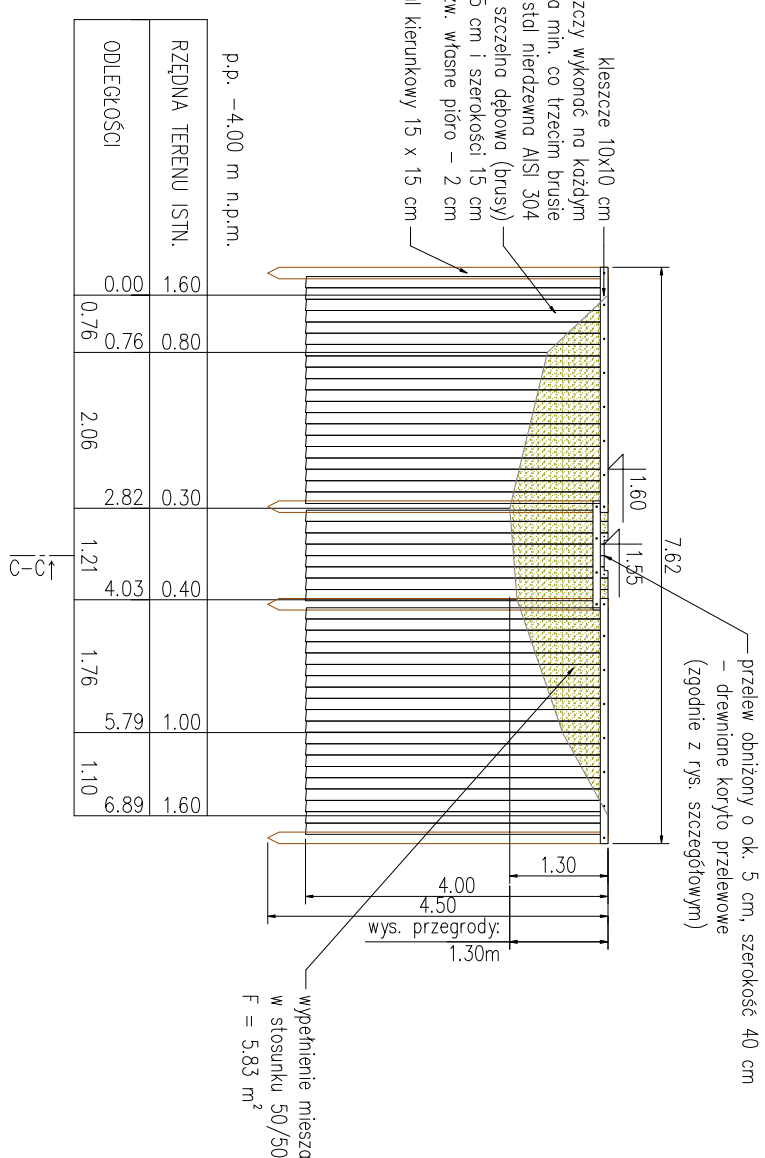 przelew obniżony o ok. 5 cm, szerokość 40 cm
- drewniane koryto przelewowe
(zgodnie z rys. szczegółowym)
7.62
1.60
1.55
kleszcze 10x10 cm
szczy wykonać na każdym
a min. co trzecim brusie
stal nierdzewna AISI 304
szczelna dębowa (brusy)
5 cm i szerokości 15 cm
zw. własne pióro - 2 cm
al kierunkowy 15 x 15 cm
1.30
4.00
4.50
wys. przegrody:
1.30m
wypełnienie miesza
w stosunku 50/50
F = 5.83 m²
p.p. -4.00 m n.p.m.
RZĘDNA TERENU ISTN.
1.60 0.80 0.30 0.40 1.00 1.60
ODLEGŁOŚCI
0.00 0.76 2.82 4.03 5.79 6.89
0.76 2.06 1.21 1.76 1.10
C-C